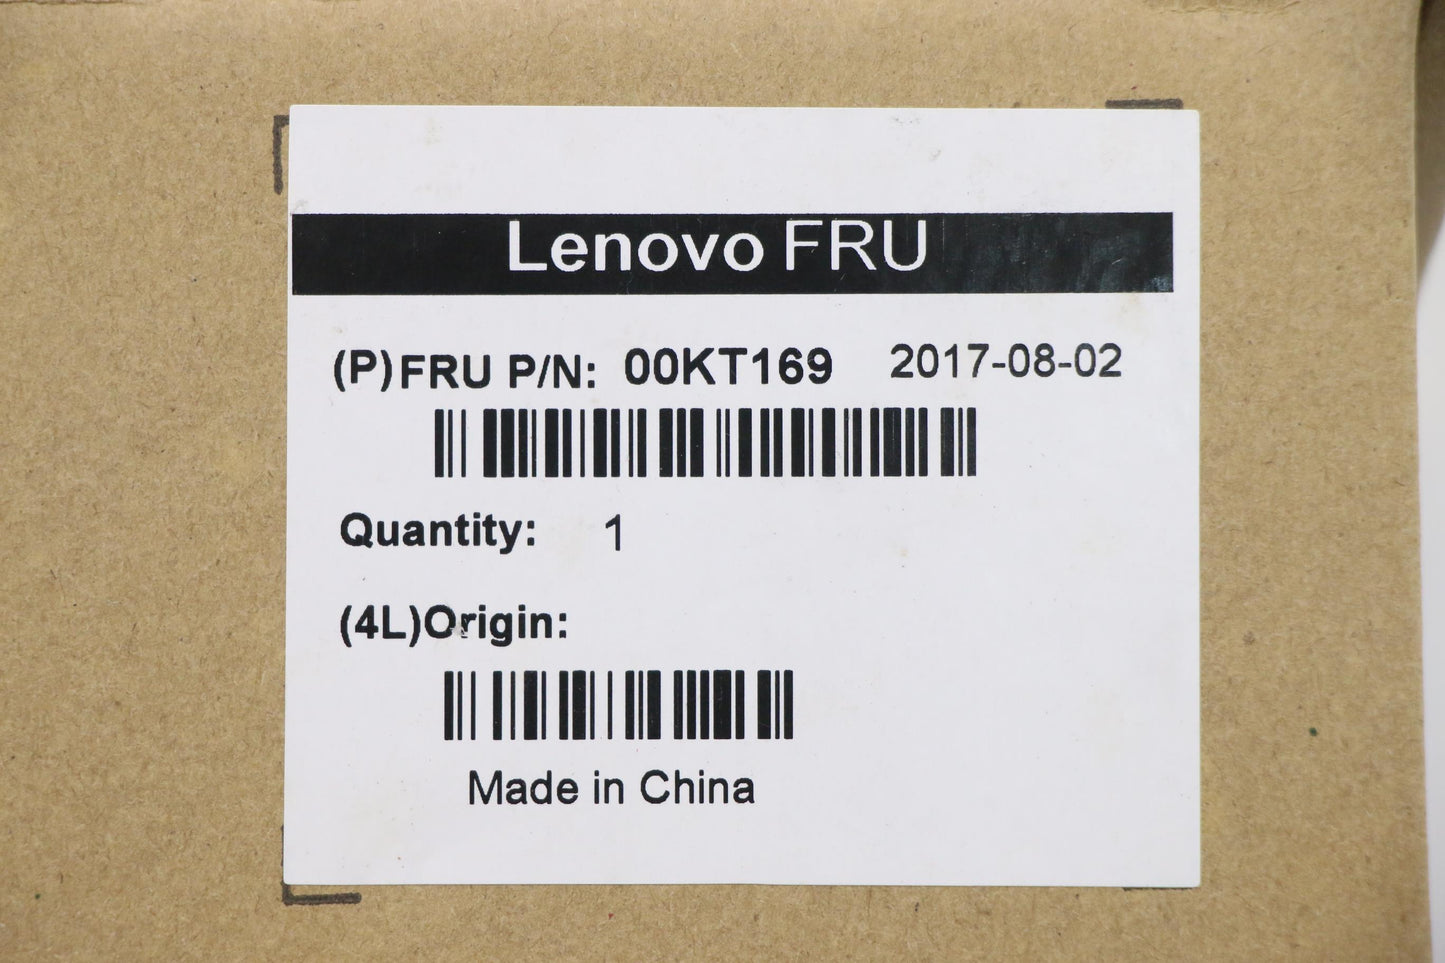 Lenovo FRU
(P)FRU P/N: 00KT169 2017-08-02
Quantity: 1
(4L)Origin:
Made in China